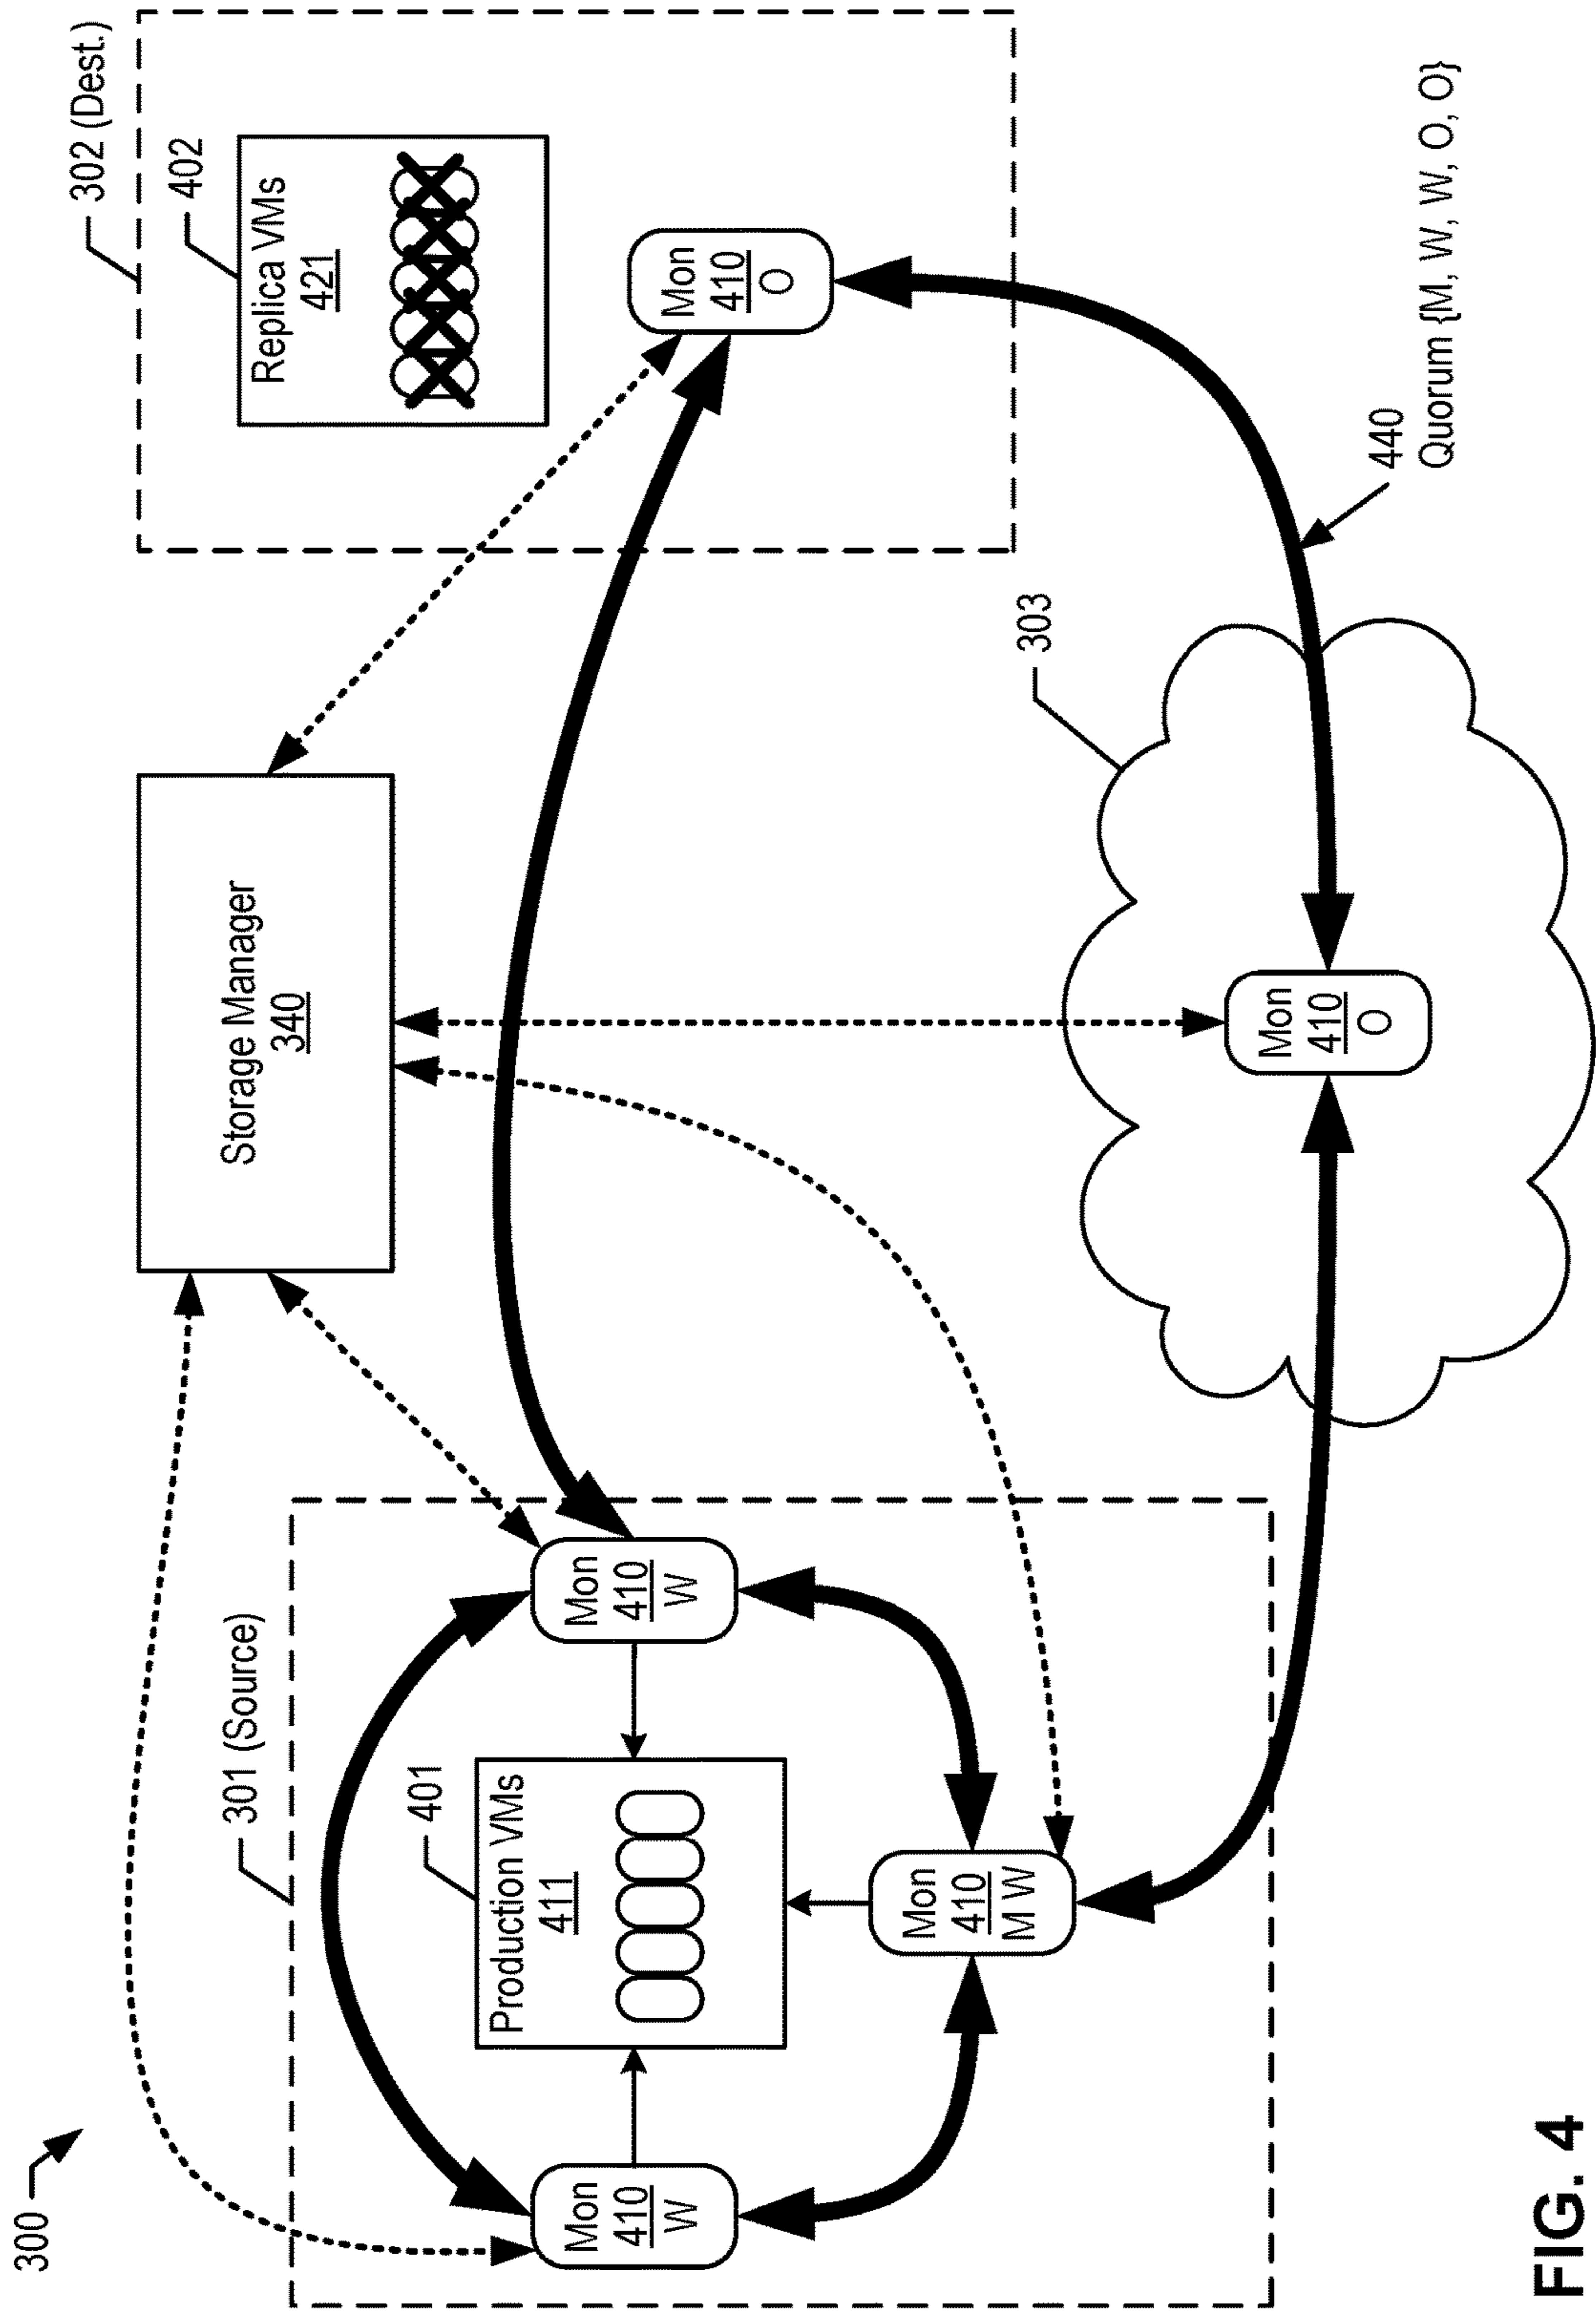 300
301 (Source)
302 (Dest.)
Storage Manager
340
402
Replica VMs
421
401
Production VMs
411
Mon
410
W
Mon
410
W
Mon
410
M W
Mon
410
O
303
Mon
410
O
440
Quorum {M, W, W, O, O}
FIG. 4